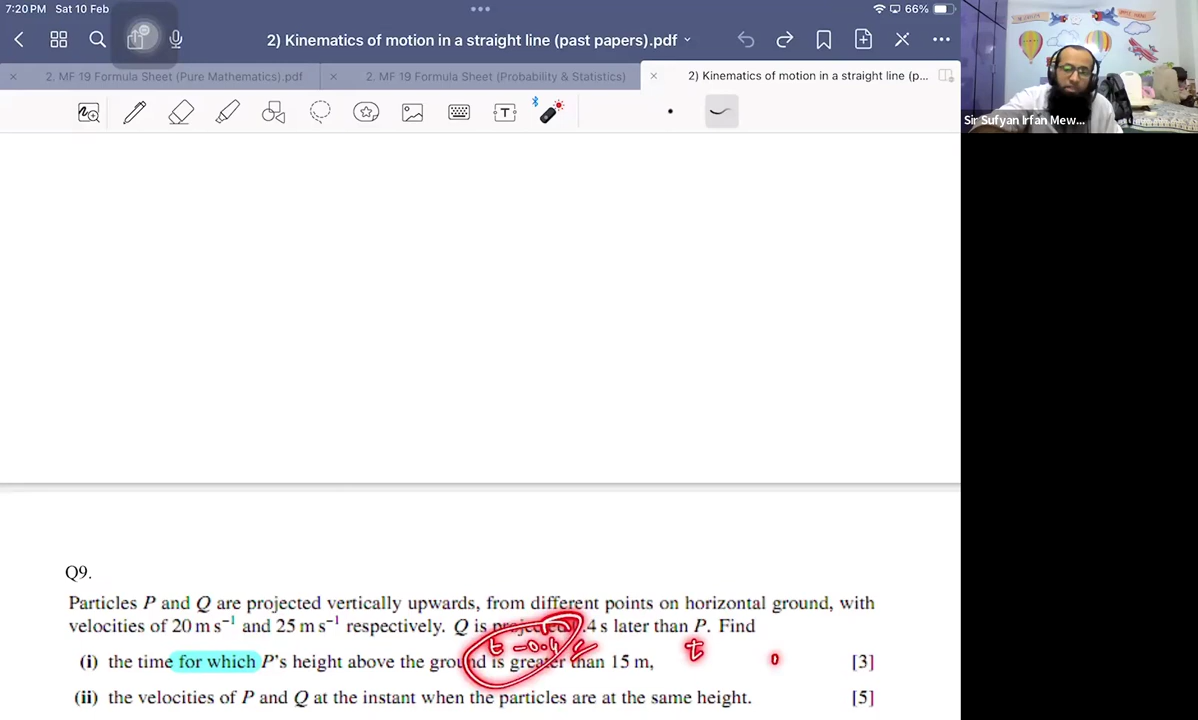 7:20 PM Sat 10 Feb
66%
2) Kinematics of motion in a straight line (past papers).pdf
2. MF 19 Formula Sheet (Pure Mathematics).pdf
2. MF 19 Formula Sheet (Probability & Statistics)
2) Kinematics of motion in a straight line (p...
Sir Sufyan Irfan Mew...
Q9.
Particles P and Q are projected vertically upwards, from different points on horizontal ground, with
velocities of 20 m s⁻¹ and 25 m s⁻¹ respectively. Q is projected .4 s later than P. Find
t - 0.4
t
0
(i) the time for which P's height above the ground is greater than 15 m, [3]
(ii) the velocities of P and Q at the instant when the particles are at the same height. [5]